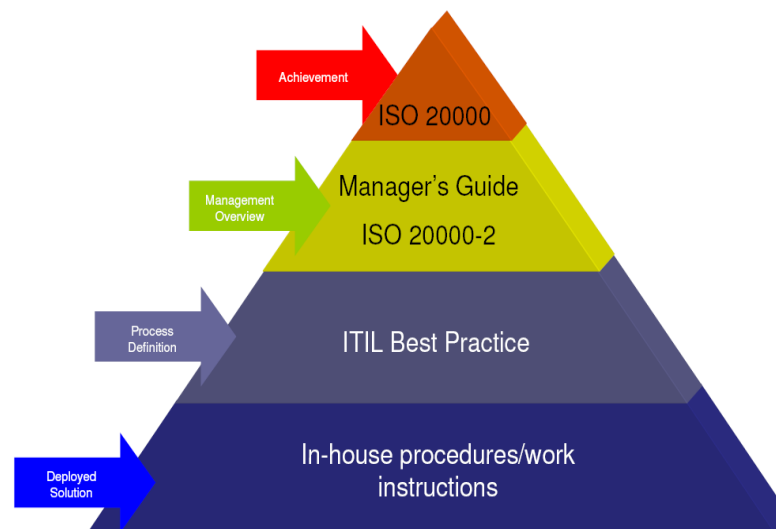 Achievement
ISO 20000
Manager's Guide
Management
Overview
ISO 20000-2
Process
Definition
ITIL Best Practice
In-house procedures/work
instructions
Deployed
Solution